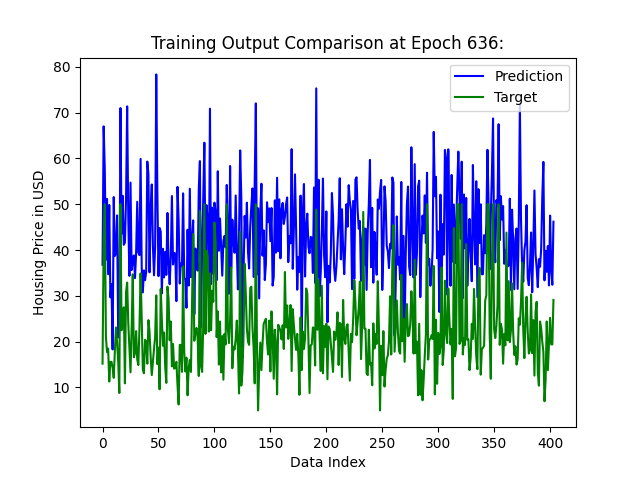 Training Output Comparison at Epoch 636:
Prediction
Target
Housing Price in USD
80
70
60
50
40
30
20
10
0 50 100 150 200 250 300 350 400
Data Index